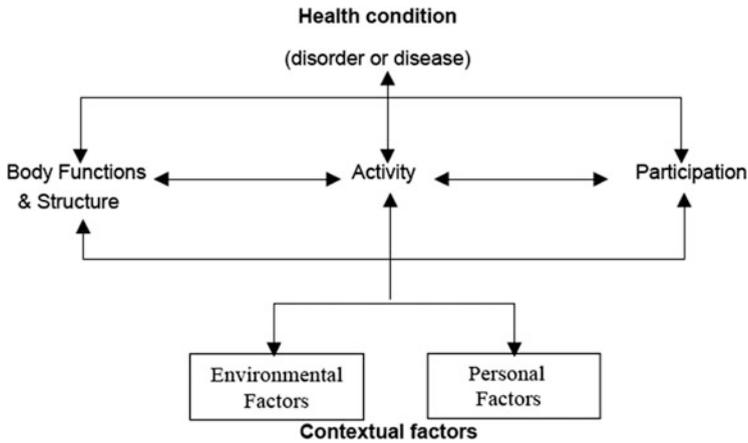 Health condition
(disorder or disease)
Body Functions
& Structure
Activity
Participation
Environmental
Factors
Personal
Factors
Contextual factors